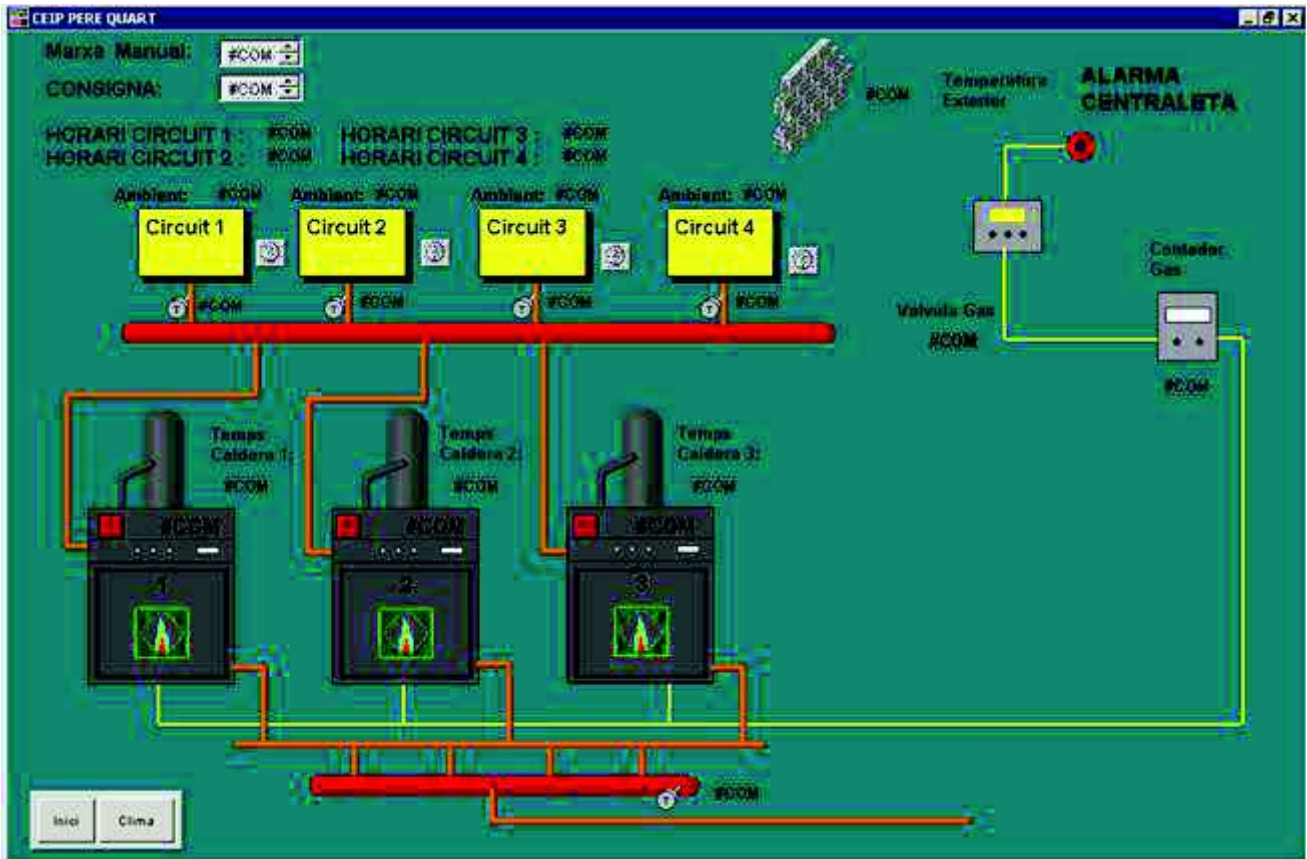 CEIP PERE QUART
Marxa Manual: #COM
CONSIGNA: #COM
#COM Temperatura Exterior
ALARMA
CENTRALETA
HORARI CIRCUIT 1 : #COM HORARI CIRCUIT 3 : #COM
HORARI CIRCUIT 2 : #COM HORARI CIRCUIT 4 : #COM
Ambient: #COM Ambient: #COM Ambient: #COM Ambient: #COM
Circuit 1 Circuit 2 Circuit 3 Circuit 4
Contador
Gas
T #COM T #COM T #COM T #COM
Valvula Gas
#COM
#COM
Temps Temps Temps
Caldera 1: Caldera 2: Caldera 3:
#COM #COM #COM
#COM #COM #COM
1 2 3
T #COM
Inici Clima